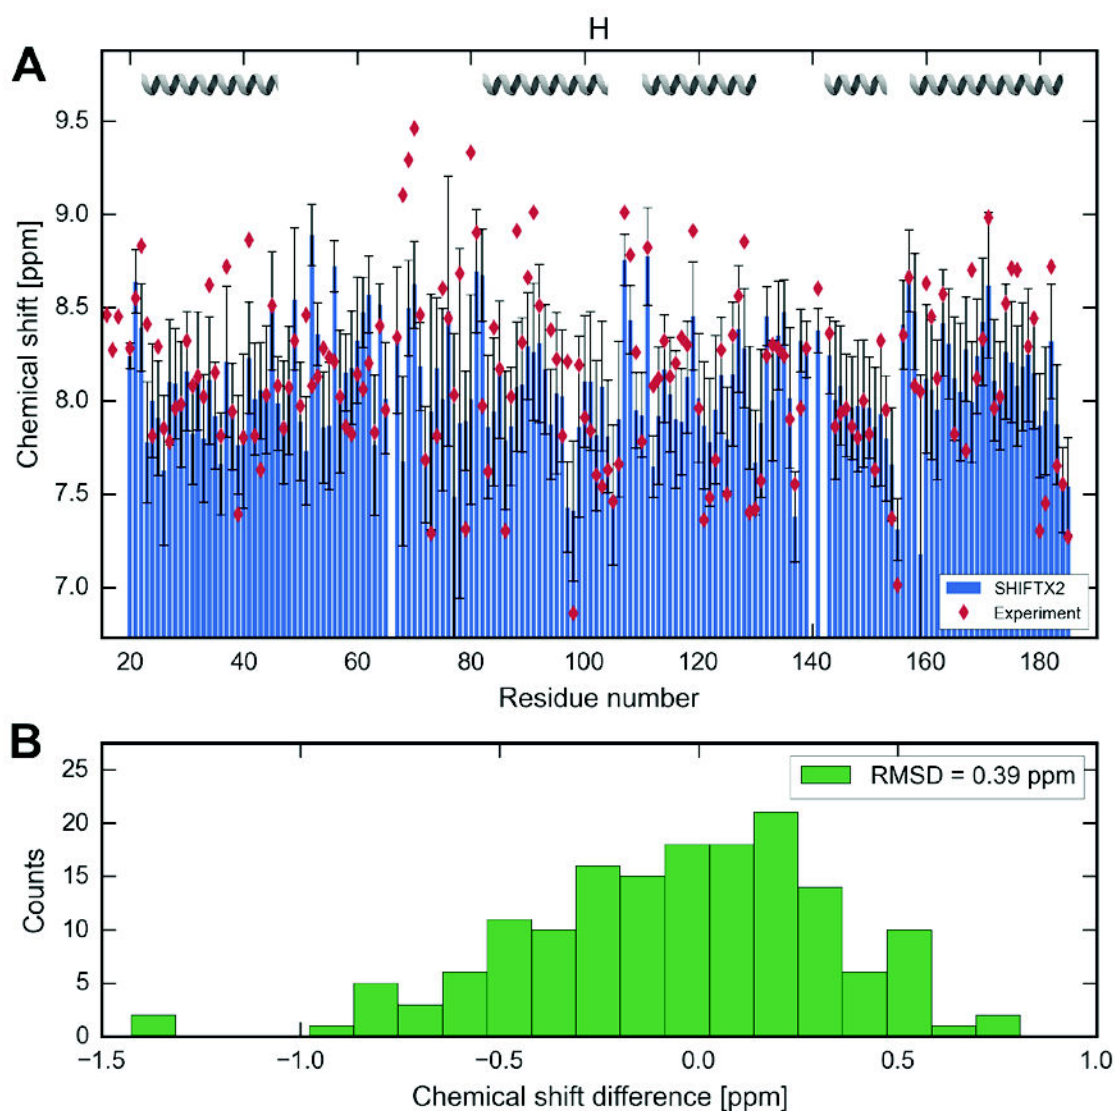 H
A
9.5
9.0
8.5
8.0
7.5
7.0
Chemical shift [ppm]
SHIFTX2
Experiment
20 40 60 80 100 120 140 160 180
Residue number
B
25
20
15
10
5
0
Counts
RMSD = 0.39 ppm
−1.5 −1.0 −0.5 0.0 0.5 1.0
Chemical shift difference [ppm]